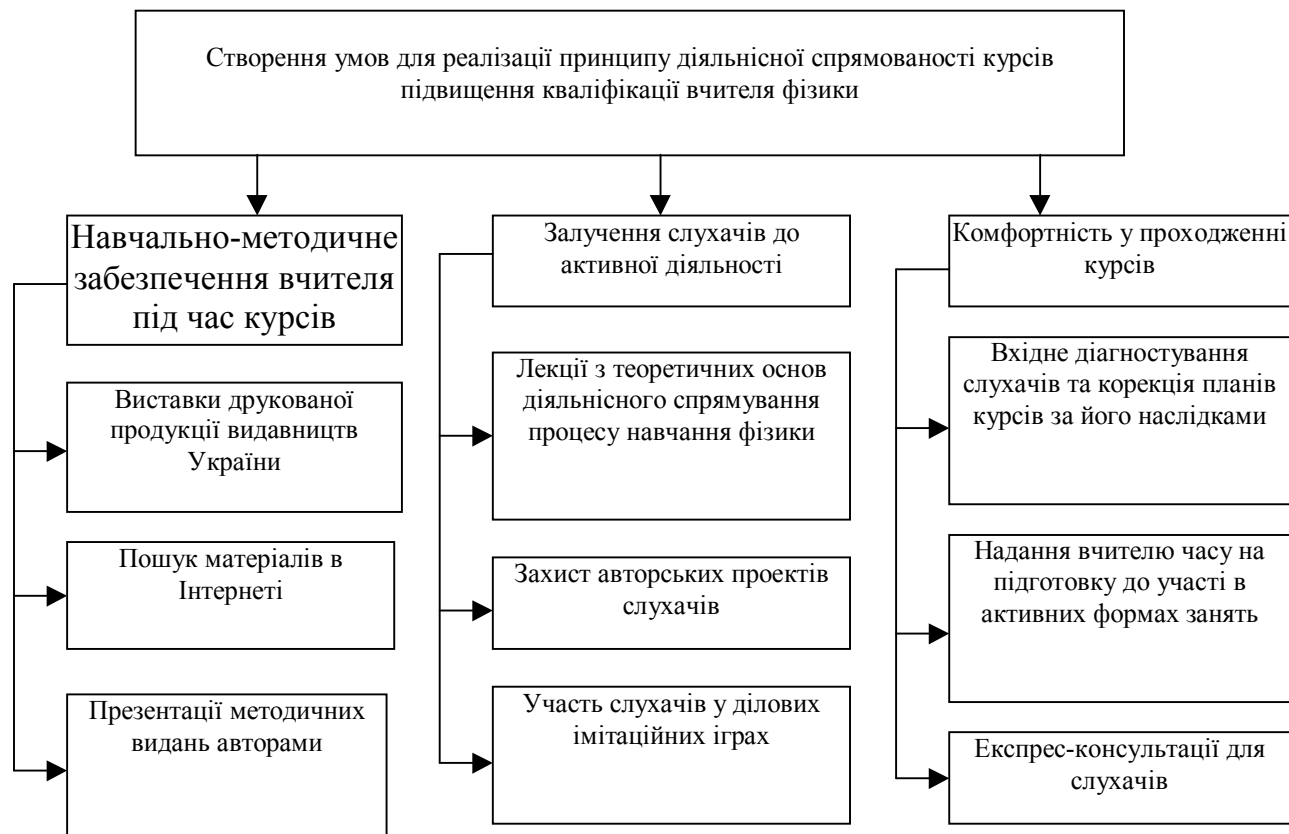 Створення умов для реалізації принципу діяльнісної спрямованості курсів
підвищення кваліфікації вчителя фізики
Навчально-методичне
забезпечення вчителя
під час курсів
Виставки друкованої
продукції видавництв
України
Пошук матеріалів в
Інтернеті
Презентації методичних
видань авторами
Залучення слухачів до
активної діяльності
Лекції з теоретичних основ
діяльнісного спрямування
процесу навчання фізики
Захист авторських проектів
слухачів
Участь слухачів у ділових
імітаційних іграх
Комфортність у проходженні
курсів
Вхідне діагностування
слухачів та корекція планів
курсів за його наслідками
Надання вчителю часу на
підготовку до участі в
активних формах занять
Експрес-консультації для
слухачів